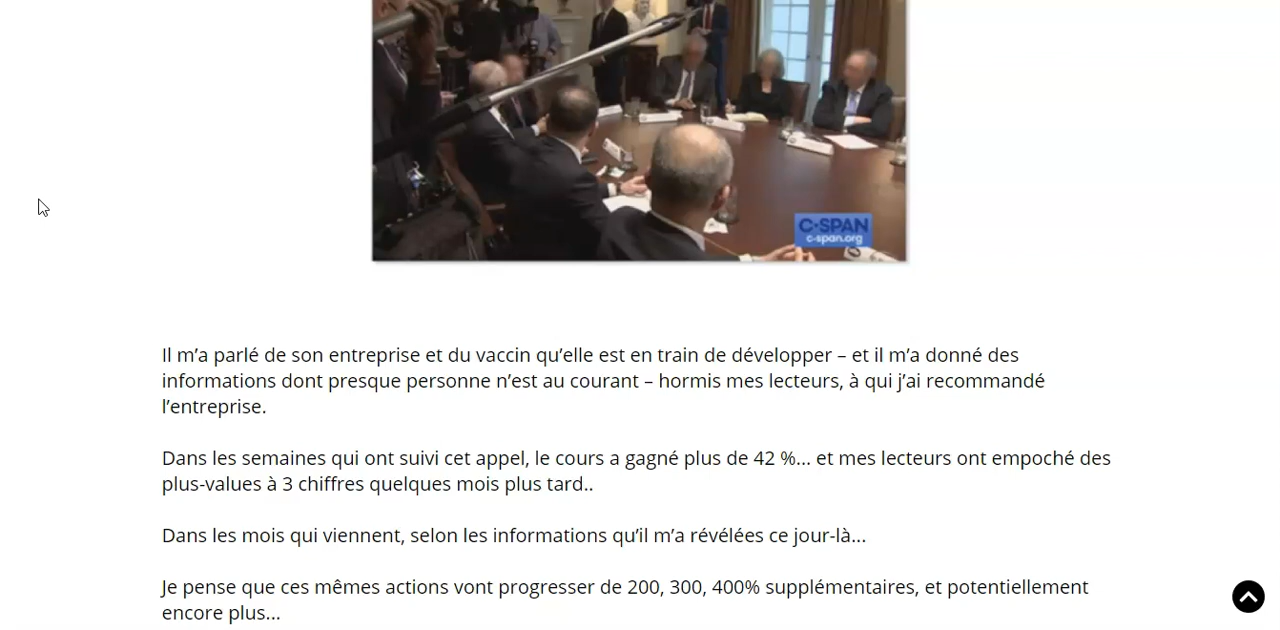 C-SPAN
c-span.org
Il m’a parlé de son entreprise et du vaccin qu’elle est en train de développer – et il m’a donné des
informations dont presque personne n’est au courant – hormis mes lecteurs, à qui j’ai recommandé
l’entreprise.
Dans les semaines qui ont suivi cet appel, le cours a gagné plus de 42 %... et mes lecteurs ont empoché des
plus-values à 3 chiffres quelques mois plus tard..
Dans les mois qui viennent, selon les informations qu’il m’a révélées ce jour-là...
Je pense que ces mêmes actions vont progresser de 200, 300, 400% supplémentaires, et potentiellement
encore plus...